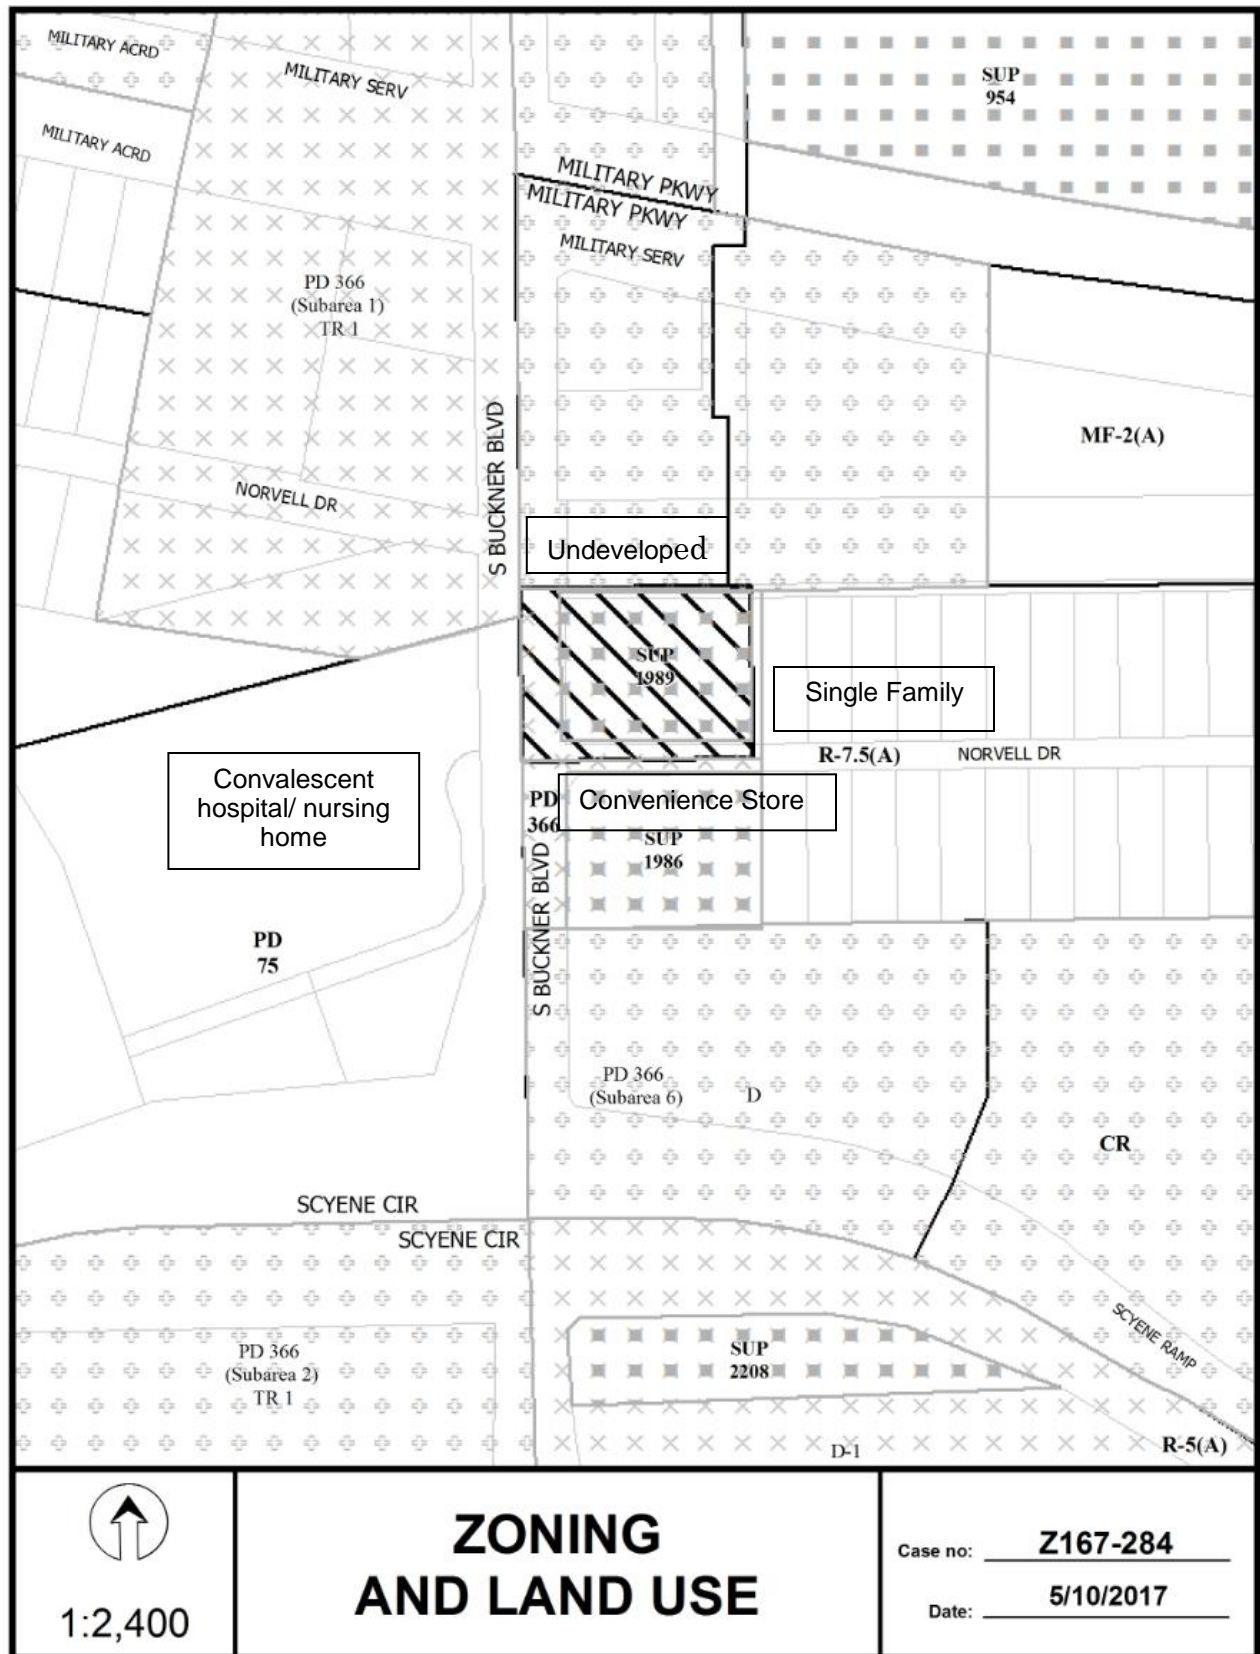 MILITARY ACRD
MILITARY SERV
SUP
954
MILITARY ACRD
MILITARY PKWY
MILITARY PKWY
MILITARY SERV
PD 366
(Subarea 1)
TR 1
S BUCKNER BLVD
MF-2(A)
NORVELL DR
Undeveloped
SUP
1989
Single Family
R-7.5(A)
NORVELL DR
Convalescent
hospital/ nursing
home
PD
366
Convenience Store
SUP
1986
S BUCKNER BLVD
PD
75
PD 366
(Subarea 6)
D
CR
SCYENE CIR
SCYENE CIR
SCYENE RAMP
PD 366
(Subarea 2)
TR 1
SUP
2208
D-1
R-5(A)
1:2,400
ZONING
AND LAND USE
Case no: Z167-284
Date: 5/10/2017